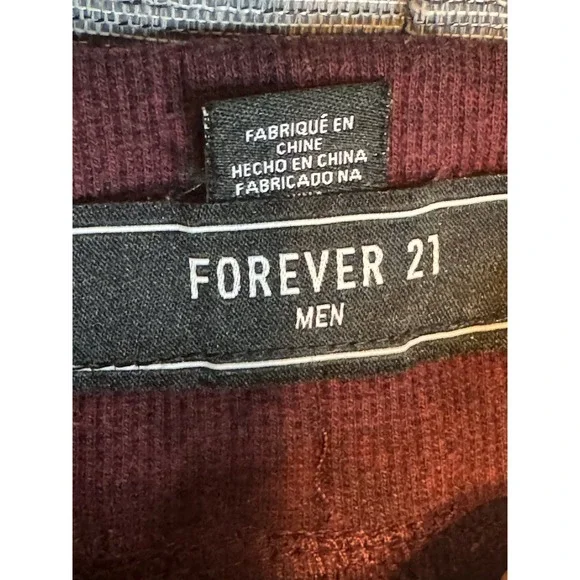 FABRIQUÉ EN
CHINE
HECHO EN CHINA
FABRICADO NA
FOREVER 21
MEN